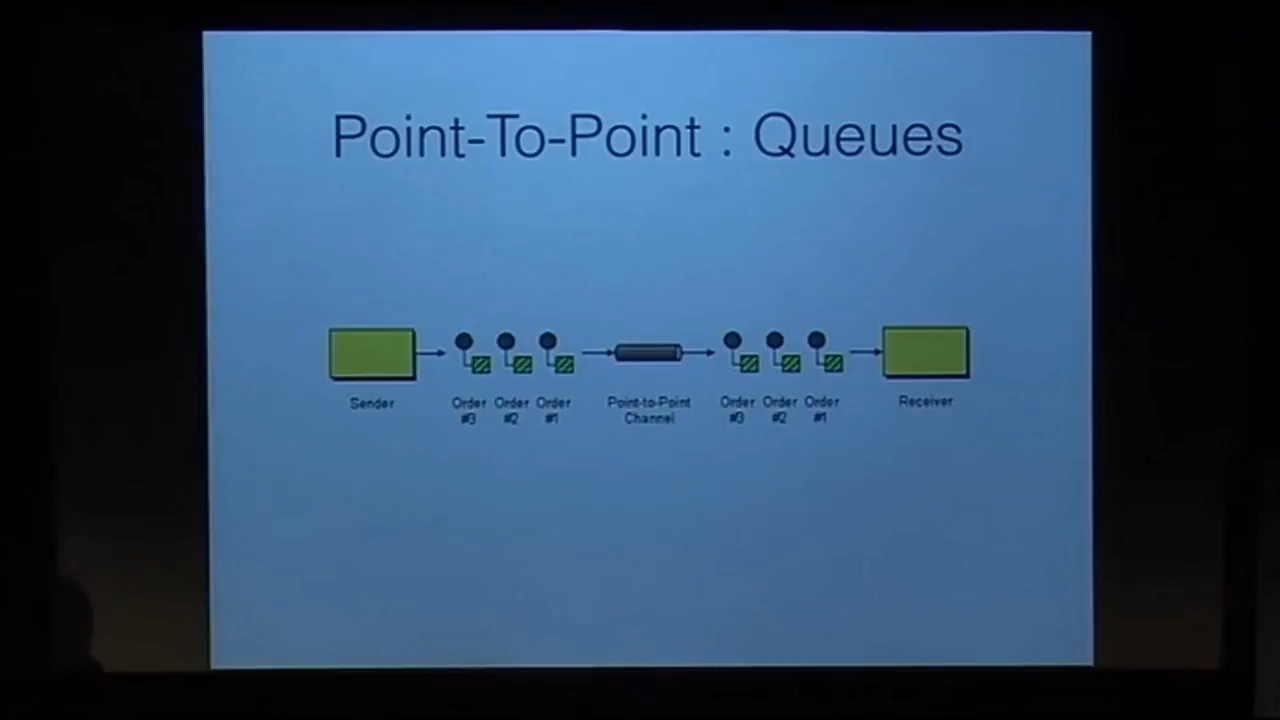 Point-To-Point : Queues
Sender
Order #3
Order #2
Order #1
Point-to-Point
Channel
Order #3
Order #2
Order #1
Receiver